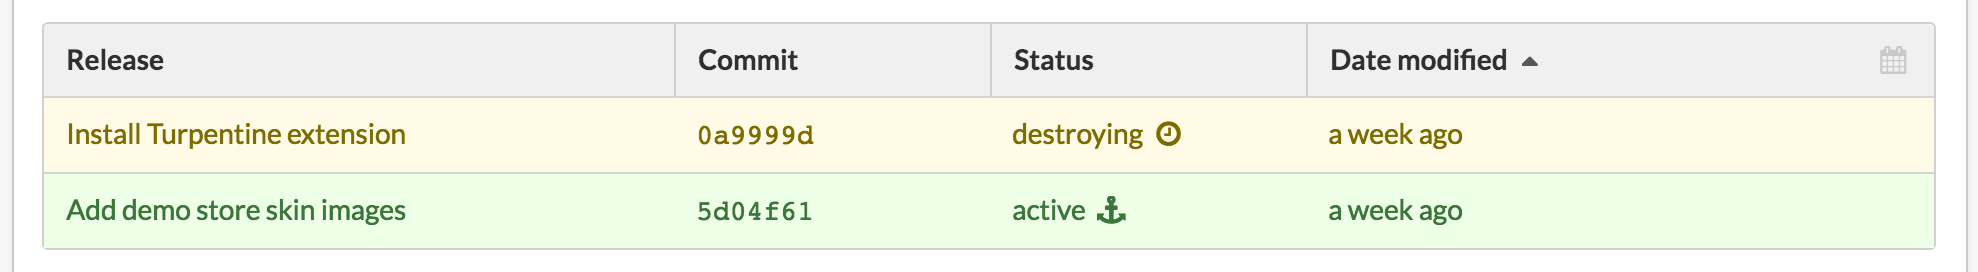 Release Commit Status Date modified
Install Turpentine extension 0a9999d destroying a week ago
Add demo store skin images 5d04f61 active a week ago